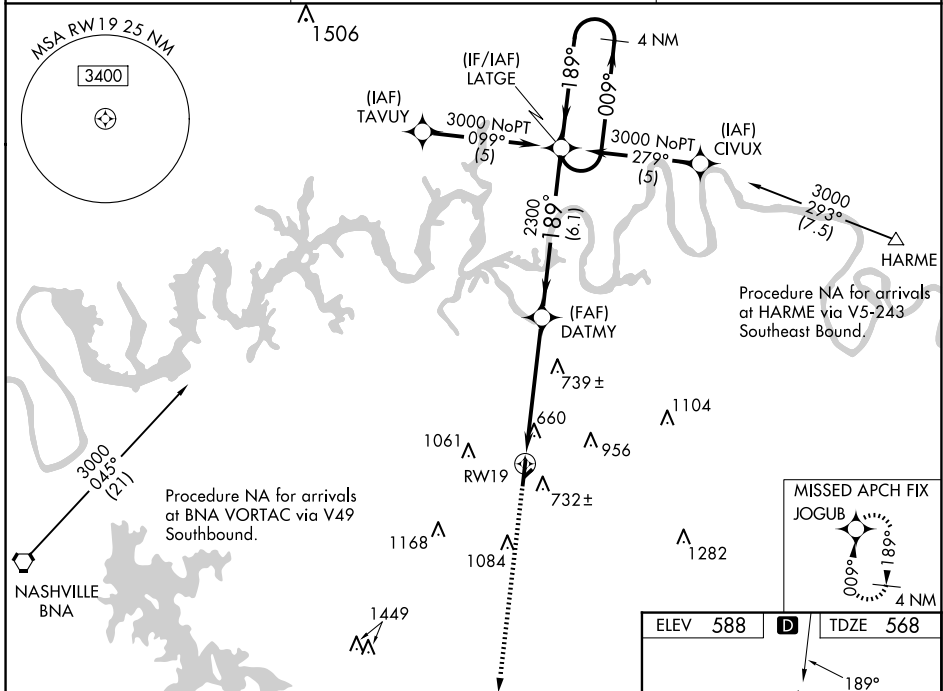 1506
MSA RW19 25 NM
3400
4 NM
189°
009°
(IF/IAF)
LATGE
(IAF)
TAVUY
3000 NoPT
099°
(5)
3000 NoPT
279°
(5)
(IAF)
CIVUX
3000
293°
(7.5)
HARME
2300
189°
(6.1)
Procedure NA for arrivals
at HARME via V5-243
Southeast Bound.
(FAF)
DATMY
739 ±
1104
660
956
1061
RW19
732 ±
3000
045°
(21)
Procedure NA for arrivals
at BNA VORTAC via V49
Southbound.
1168
1084
1282
NASHVILLE
BNA
1449
MISSED APCH FIX
JOGUB
009°
189°
4 NM
ELEV 588
D
TDZE 568
189°